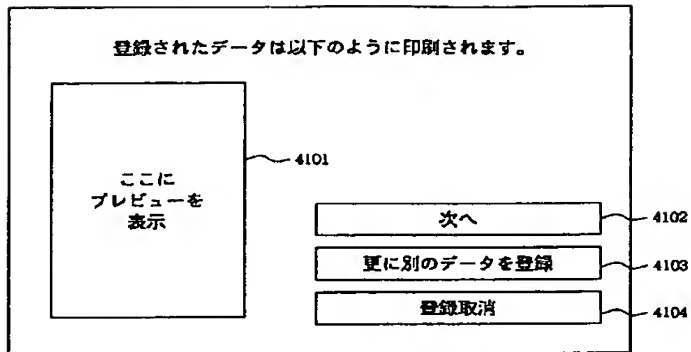 登録されたデータは以下のように印刷されます。
ここに
プレビューを
表示
4101
次へ
4102
更に別のデータを登録
4103
登録取消
4104